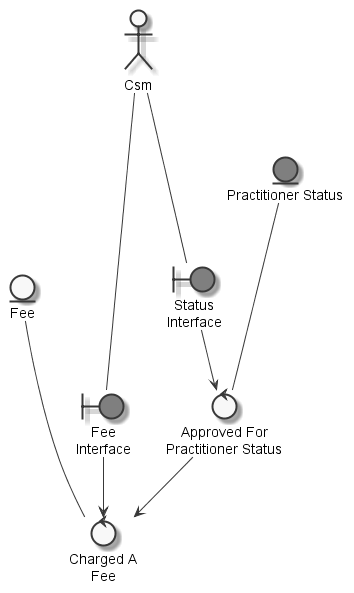 Csm
Practitioner Status
Status
Interface
Fee
Fee
Interface
Approved For
Practitioner Status
Charged A
Fee